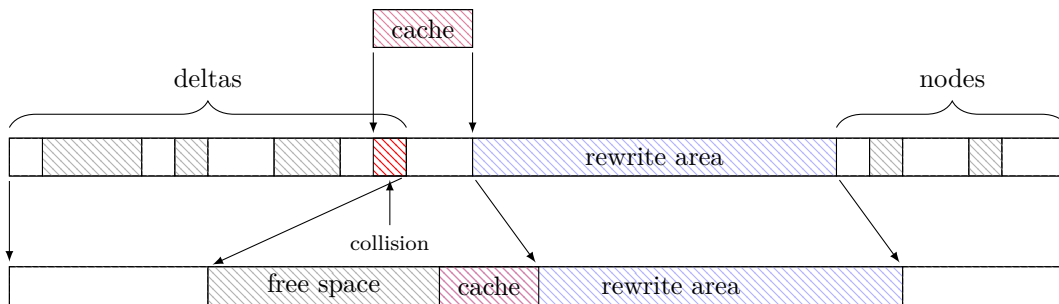 cache
deltas
nodes
rewrite area
collision
free space
cache
rewrite area